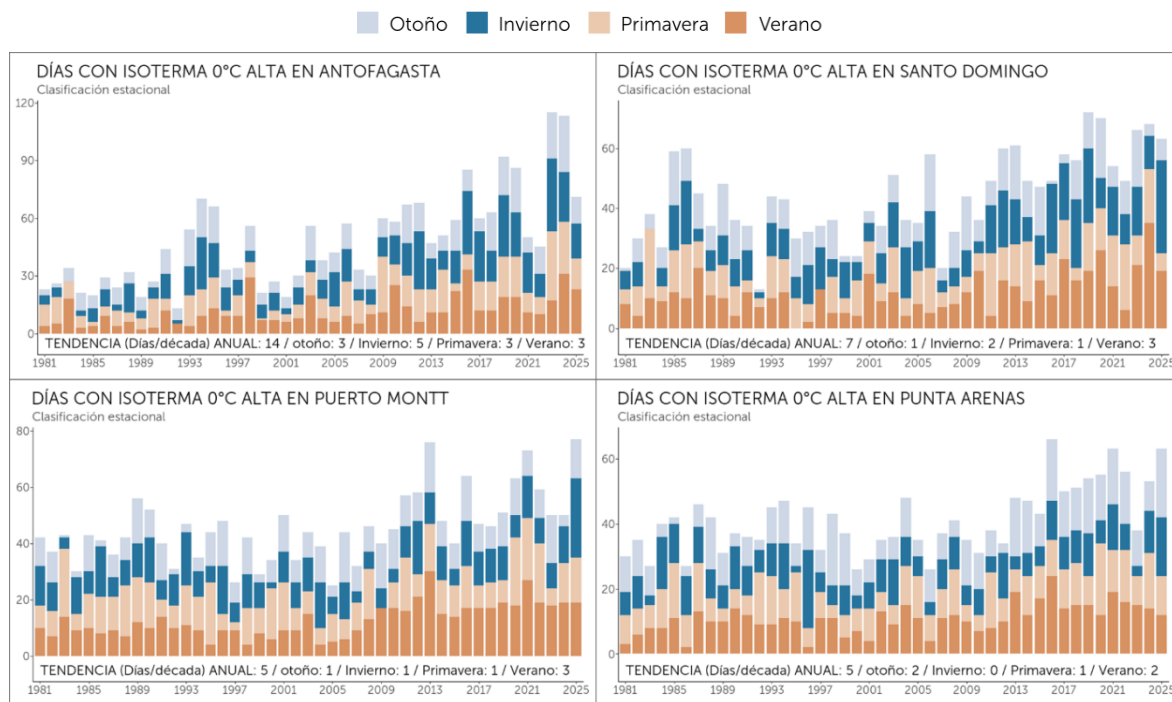 Otoño Invierno Primavera Verano
DÍAS CON ISOTERMA 0°C ALTA EN ANTOFAGASTA
Clasificación estacional
120
90
60
30
0
TENDENCIA (Días/década) ANUAL: 14 / otoño: 3 / Invierno: 5 / Primavera: 3 / Verano: 3
1981 1985 1989 1993 1997 2001 2005 2009 2013 2017 2021 2025
DÍAS CON ISOTERMA 0°C ALTA EN SANTO DOMINGO
Clasificación estacional
60
40
20
0
TENDENCIA (Días/década) ANUAL: 7 / otoño: 1 / Invierno: 2 / Primavera: 1 / Verano: 3
1981 1985 1989 1993 1997 2001 2005 2009 2013 2017 2021 2025
DÍAS CON ISOTERMA 0°C ALTA EN PUERTO MONTT
Clasificación estacional
80
60
40
20
0
TENDENCIA (Días/década) ANUAL: 5 / otoño: 1 / Invierno: 1 / Primavera: 1 / Verano: 3
1981 1985 1989 1993 1997 2001 2005 2009 2013 2017 2021 2025
DÍAS CON ISOTERMA 0°C ALTA EN PUNTA ARENAS
Clasificación estacional
60
40
20
0
TENDENCIA (Días/década) ANUAL: 5 / otoño: 2 / Invierno: 0 / Primavera: 1 / Verano: 2
1981 1985 1989 1993 1997 2001 2005 2009 2013 2017 2021 2025